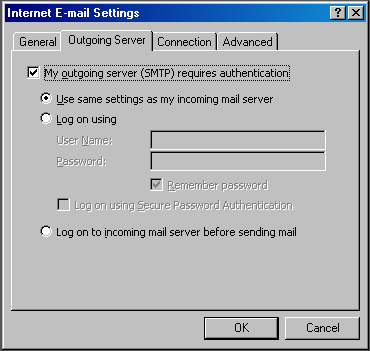 Internet E-mail Settings
General Outgoing Server Connection Advanced
My outgoing server (SMTP) requires authentication
Use same settings as my incoming mail server
Log on using
User Name:
Password:
Remember password
Log on using Secure Password Authentication
Log on to incoming mail server before sending mail
OK Cancel